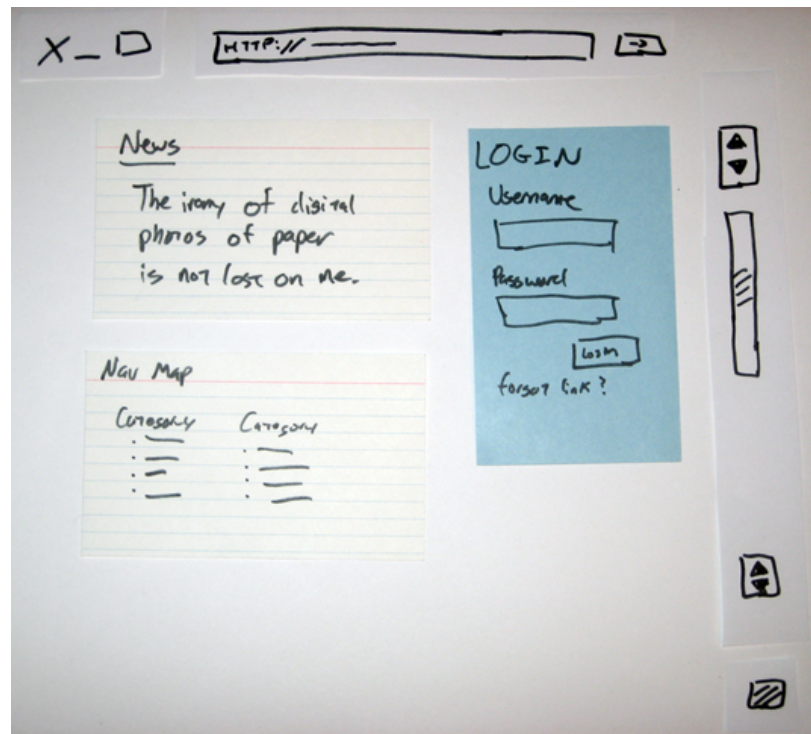 X
HTTP://
News
The irony of digital
photos of paper
is not lost on me.
LOGIN
Username
Password
Login
forgot link?
Nav Map
Category Category